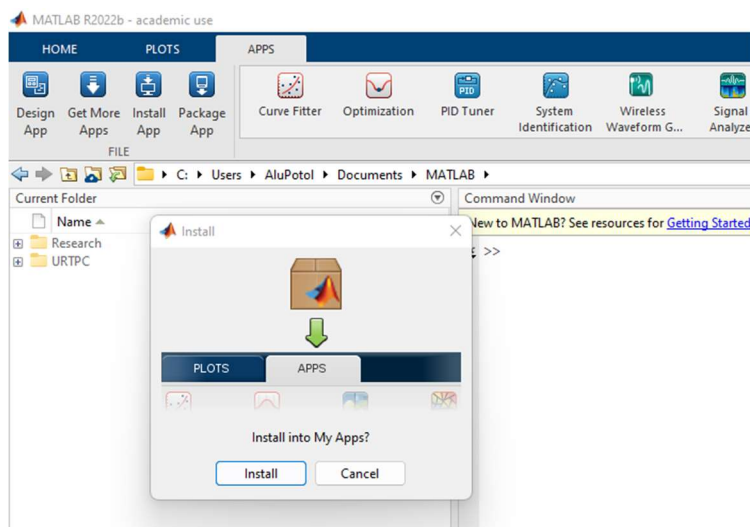 MATLAB R2022b - academic use
HOME PLOTS APPS
Design App
Get More Apps
Install App
Package App
Curve Fitter
Optimization
PID
PID Tuner
System Identification
Wireless Waveform G...
Signal Analyze
FILE
C: Users AluPotol Documents MATLAB
Current Folder
Name
Research
URTPC
Command Window
New to MATLAB? See resources for Getting Started
>>
Install
PLOTS APPS
Install into My Apps?
Install Cancel